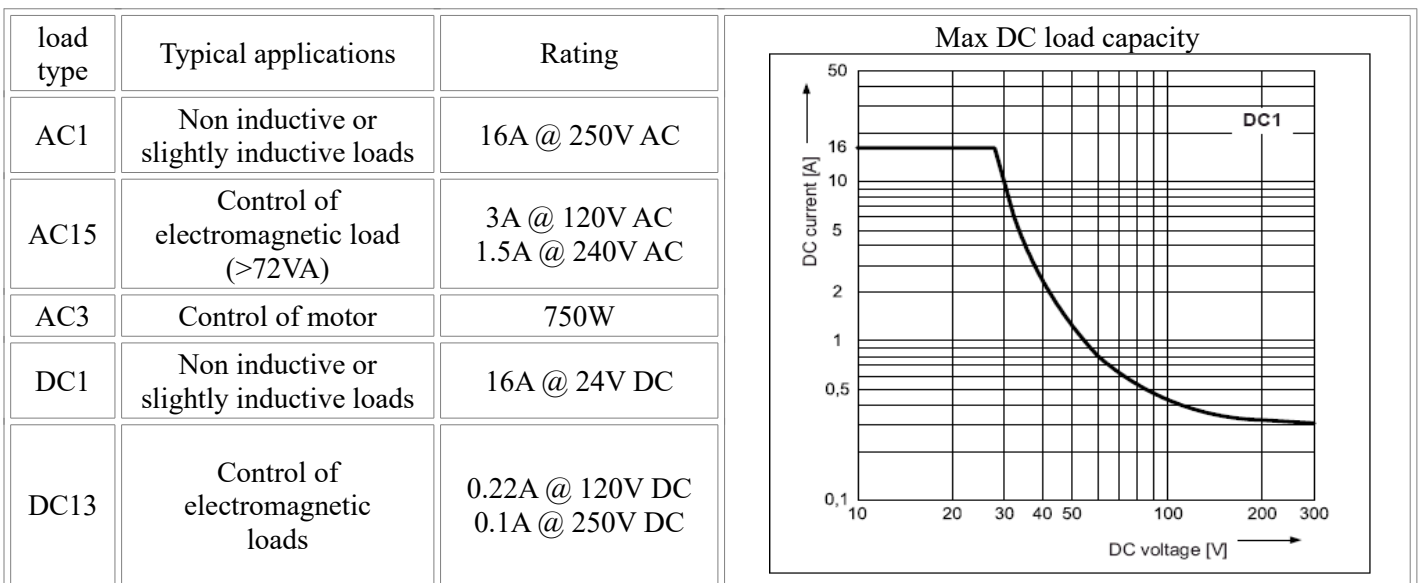 load
type
Typical applications
Rating
Max DC load capacity
AC1
Non inductive or
slightly inductive loads
16A @ 250V AC
AC15
Control of
electromagnetic load
(>72VA)
3A @ 120V AC
1.5A @ 240V AC
AC3
Control of motor
750W
DC1
Non inductive or
slightly inductive loads
16A @ 24V DC
DC13
Control of
electromagnetic
loads
0.22A @ 120V DC
0.1A @ 250V DC
DC1
DC current [A]
50
16
10
5
2
1
0,5
0,1
10 20 30 40 50 100 200 300
DC voltage [V]